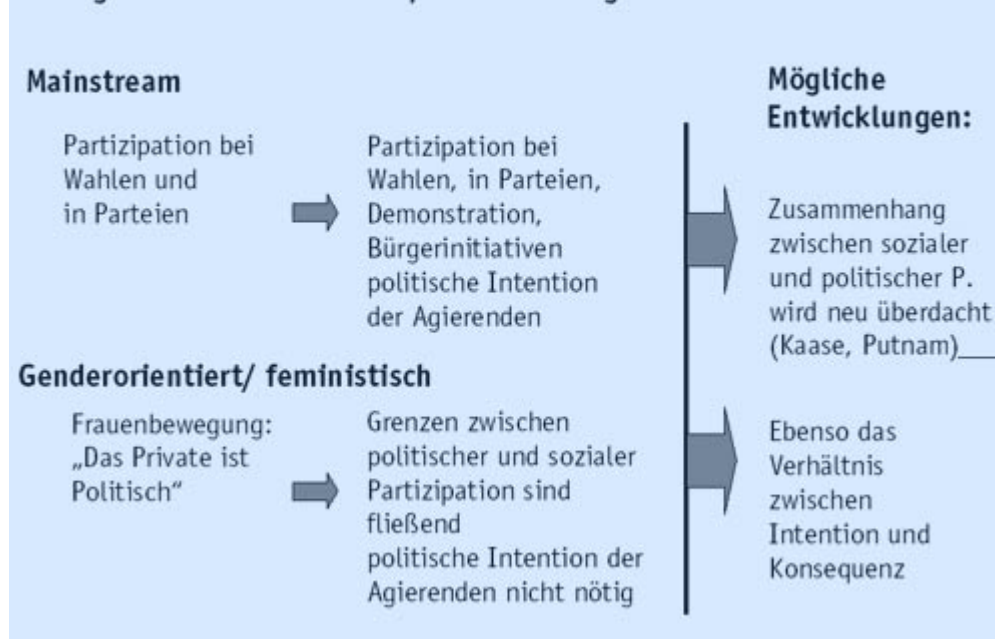 Mainstream
Partizipation bei
Wahlen und
in Parteien
Partizipation bei
Wahlen, in Parteien,
Demonstration,
Bürgerinitiativen
politische Intention
der Agierenden
Genderorientiert/ feministisch
Frauenbewegung:
„Das Private ist
Politisch“
Grenzen zwischen
politischer und sozialer
Partizipation sind
fließend
politische Intention der
Agierenden nicht nötig
Mögliche
Entwicklungen:
Zusammenhang
zwischen sozialer
und politischer P.
wird neu überdacht
(Kaase, Putnam)___
Ebenso das
Verhältnis
zwischen
Intention und
Konsequenz